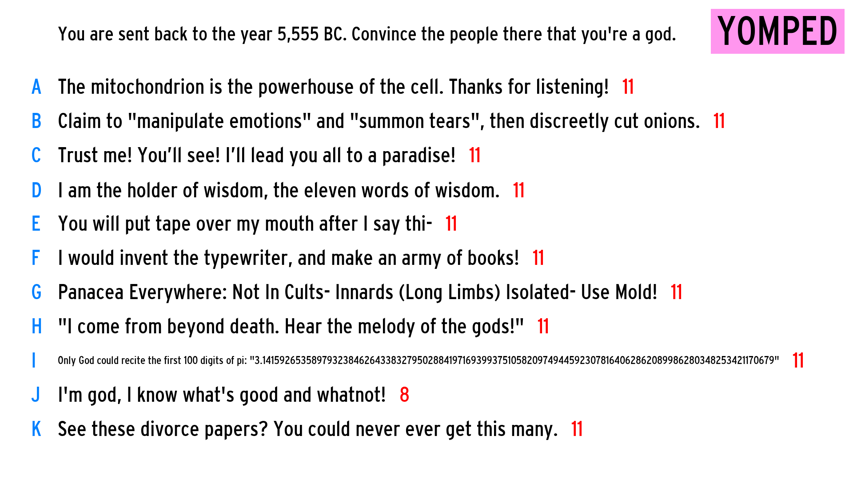 You are sent back to the year 5,555 BC. Convince the people there that you're a god. YOMPED
A The mitochondrion is the powerhouse of the cell. Thanks for listening! 11
B Claim to "manipulate emotions" and "summon tears", then discreetly cut onions. 11
C Trust me! You'll see! I'll lead you all to a paradise! 11
D I am the holder of wisdom, the eleven words of wisdom. 11
E You will put tape over my mouth after I say thi- 11
F I would invent the typewriter, and make an army of books! 11
G Panacea Everywhere: Not In Cults- Innards (Long Limbs) Isolated- Use Mold! 11
H "I come from beyond death. Hear the melody of the gods!" 11
I Only God could recite the first 100 digits of pi: "3.141592653589793238462643383279502884197169399375105820974944592307816406286208998628034825342117​0679" 11
J I'm god, I know what's good and whatnot! 8
K See these divorce papers? You could never ever get this many. 11